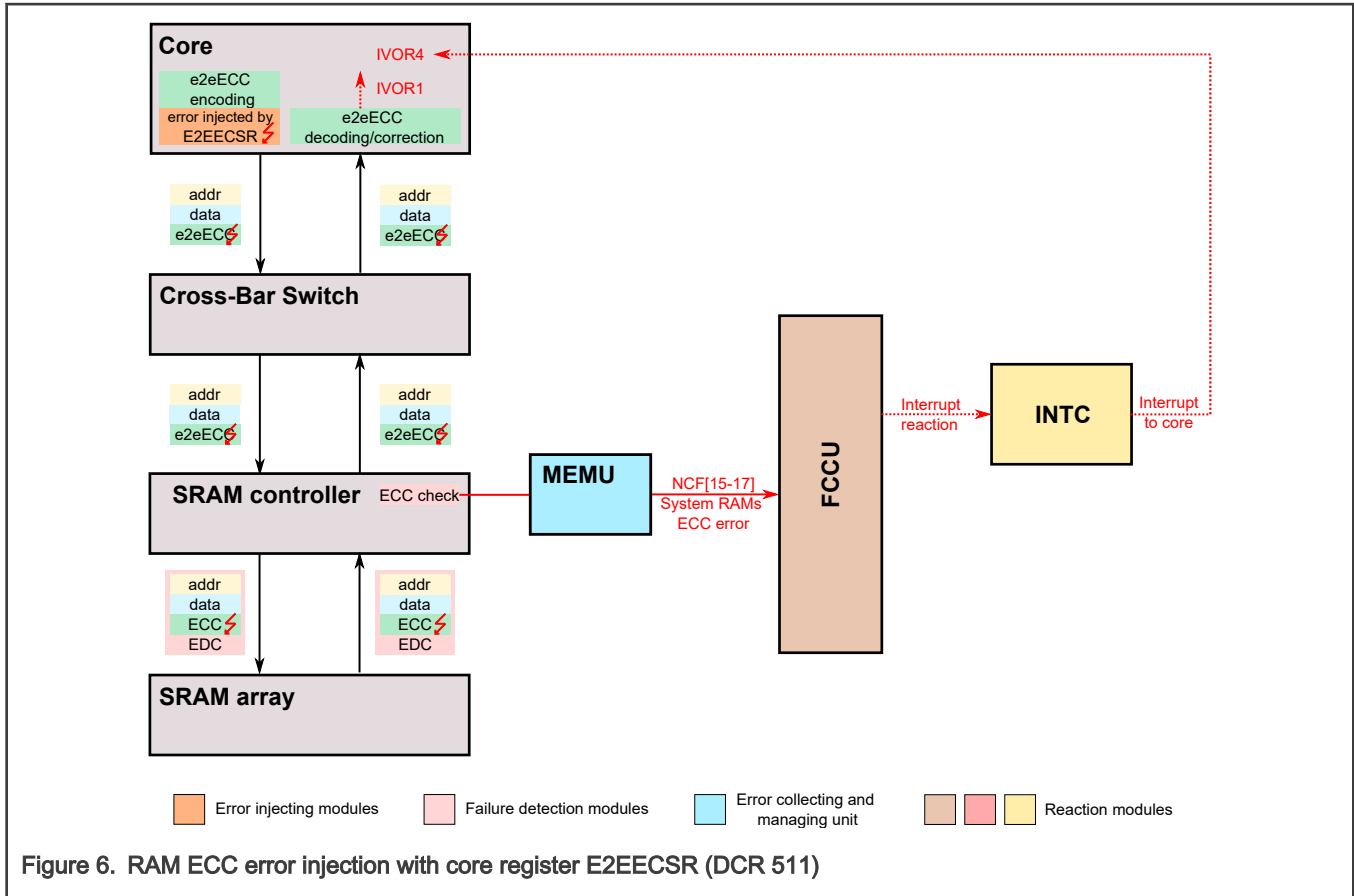 Core
IVOR4
IVOR1
e2eECC
encoding
error injected by
E2EECSR
e2eECC
decoding/correction
addr
data
e2eECC
addr
data
e2eECC
Cross-Bar Switch
addr
data
e2eECC
addr
data
e2eECC
SRAM controller
ECC check
MEMU
NCF[15-17]
System RAMs
ECC error
FCCU
Interrupt
reaction
INTC
Interrupt
to core
addr
data
ECC
EDC
addr
data
ECC
EDC
SRAM array
Error injecting modules
Failure detection modules
Error collecting and
managing unit
Reaction modules
Figure 6. RAM ECC error injection with core register E2EECSR (DCR 511)